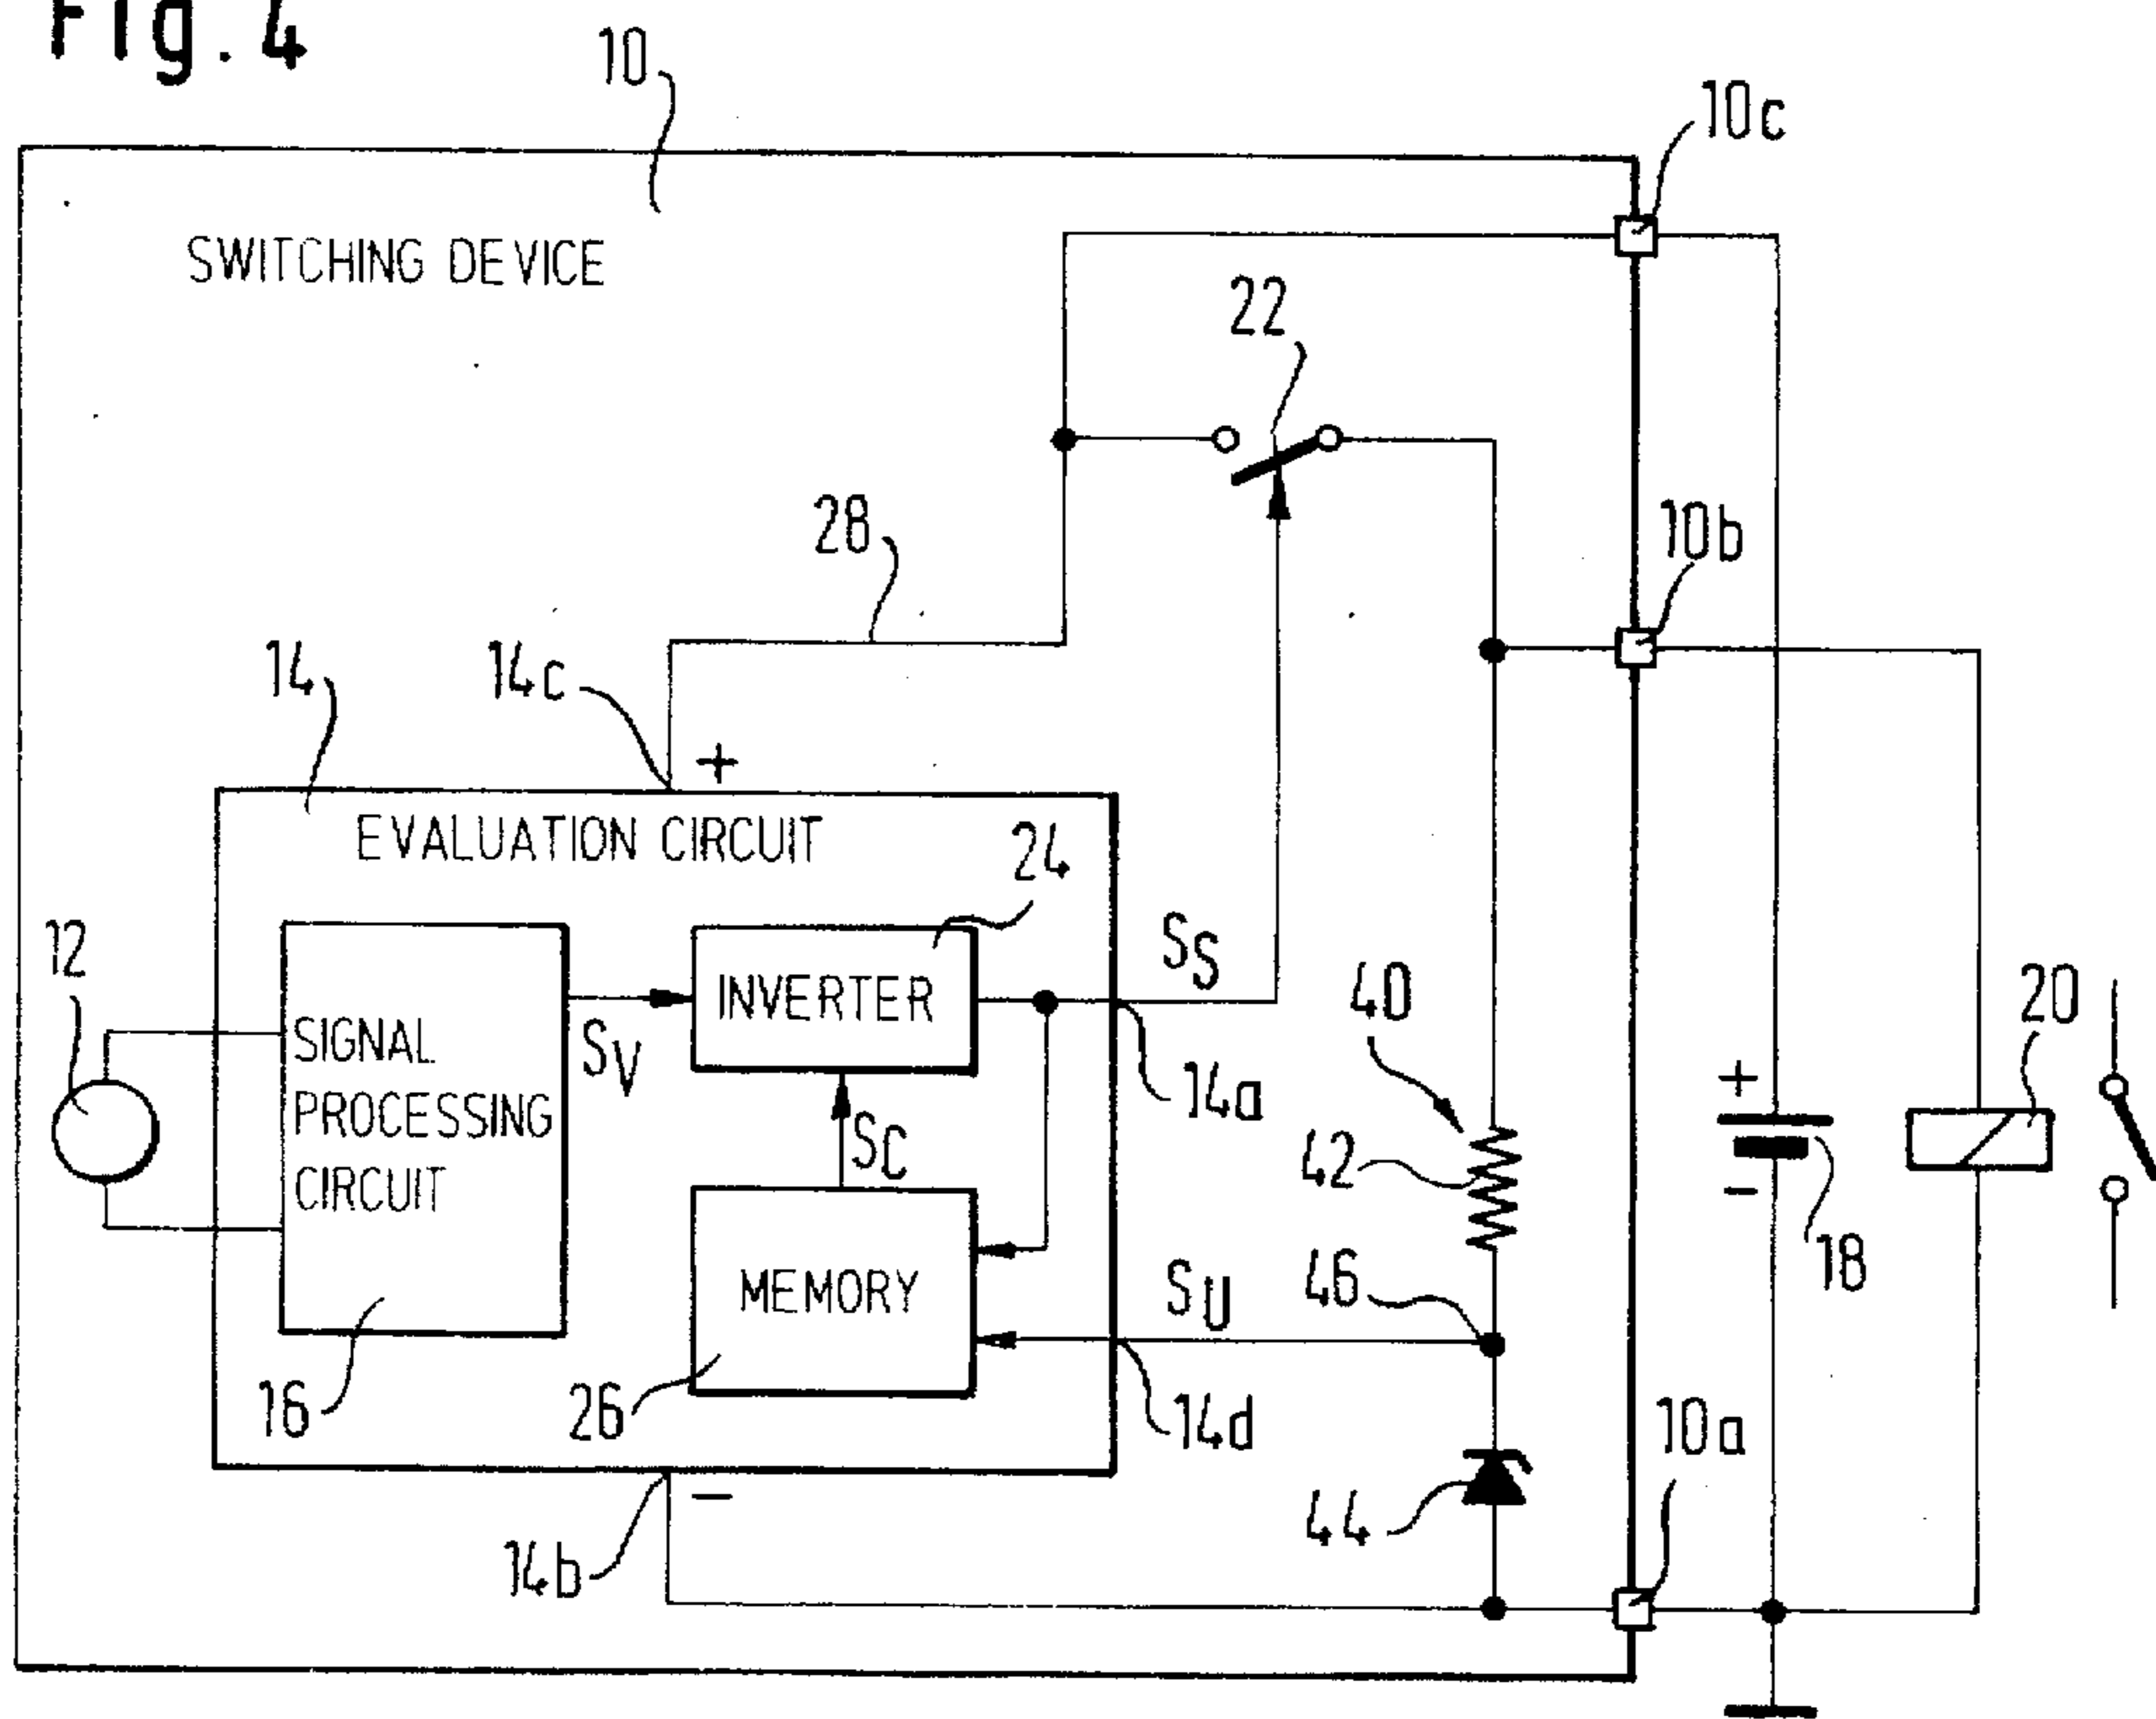 Fig. 4
10
10c
SWITCHING DEVICE
22
10b
28
14
14c
+
EVALUATION CIRCUIT
24
12
SS
20
INVERTER
40
SIGNAL
PROCESSING
CIRCUIT
SV
14a
+
SC
42
-
18
46
SU
MEMORY
16
26
14d
10a
44
-
14b